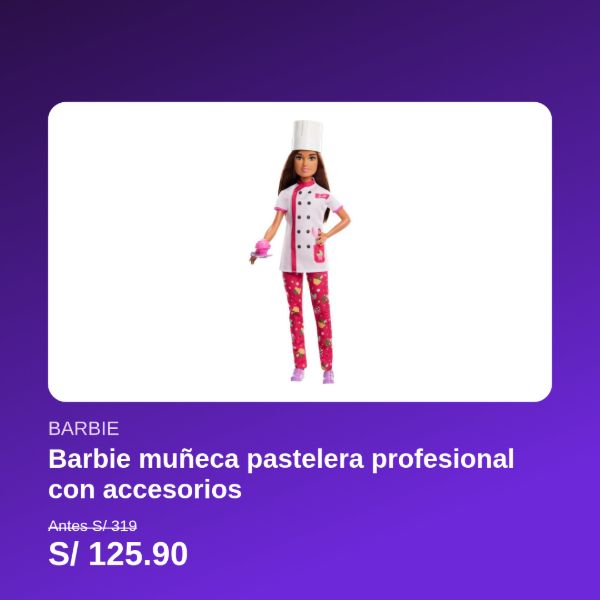 BARBIE
Barbie muñeca pastelera profesional
con accesorios
Antes S/ 319
S/ 125.90